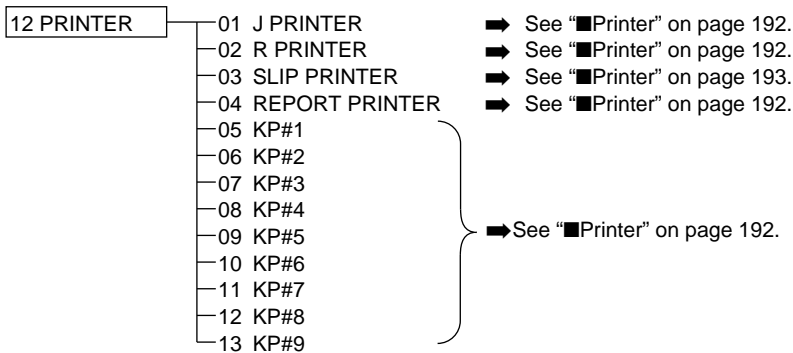 12 PRINTER
01 J PRINTER ➡ See “■Printer” on page 192.
02 R PRINTER ➡ See “■Printer” on page 192.
03 SLIP PRINTER ➡ See “■Printer” on page 193.
04 REPORT PRINTER ➡ See “■Printer” on page 192.
05 KP#1
06 KP#2
07 KP#3
08 KP#4
09 KP#5
10 KP#6
11 KP#7
12 KP#8
13 KP#9
➡See “■Printer” on page 192.